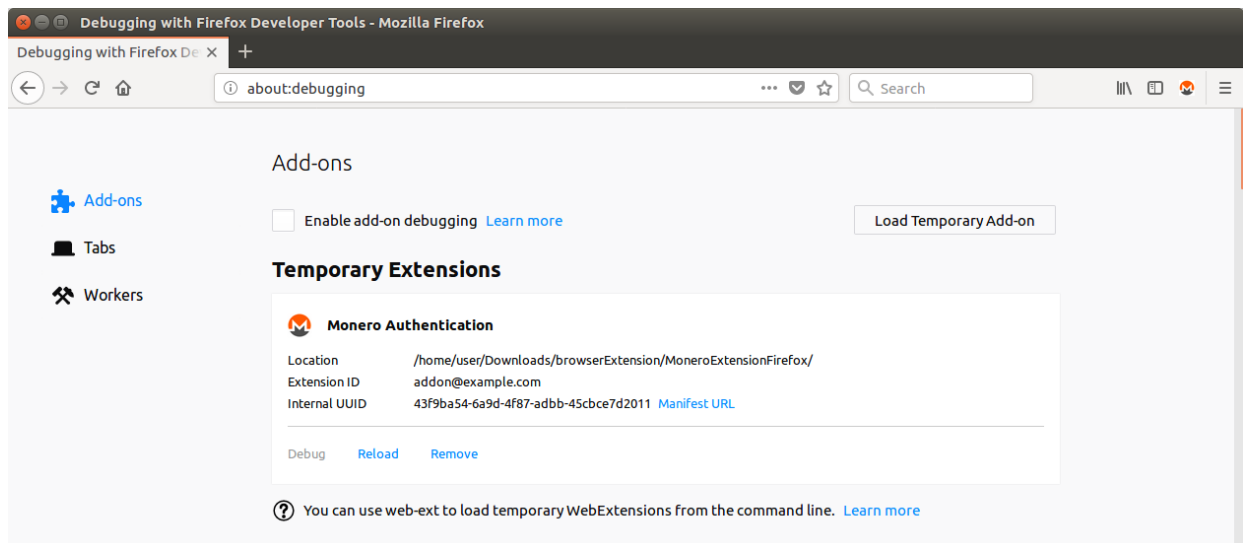 Debugging with Firefox Developer Tools - Mozilla Firefox
Debugging with Firefox De
about:debugging
Search
Add-ons
Add-ons
Enable add-on debugging Learn more
Load Temporary Add-on
Tabs
Temporary Extensions
Workers
Monero Authentication
Location /home/user/Downloads/browserExtension/MoneroExtensionFirefox/
Extension ID addon@example.com
Internal UUID 43f9ba54-6a9d-4f87-adbb-45cbce7d2011 Manifest URL
Debug Reload Remove
You can use web-ext to load temporary WebExtensions from the command line. Learn more